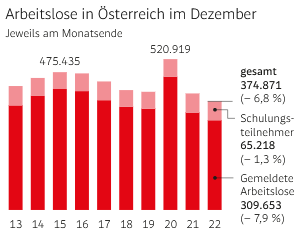 Arbeitslose in Österreich im Dezember
Jeweils am Monatsende
520.919
475.435
gesamt
374.871
(– 6,8 %)
Schulungs-
teilnehmer
65.218
(– 1,3 %)
Gemeldete
Arbeitslose
309.653
(– 7,9 %)
13 14 15 16 17 18 19 20 21 22